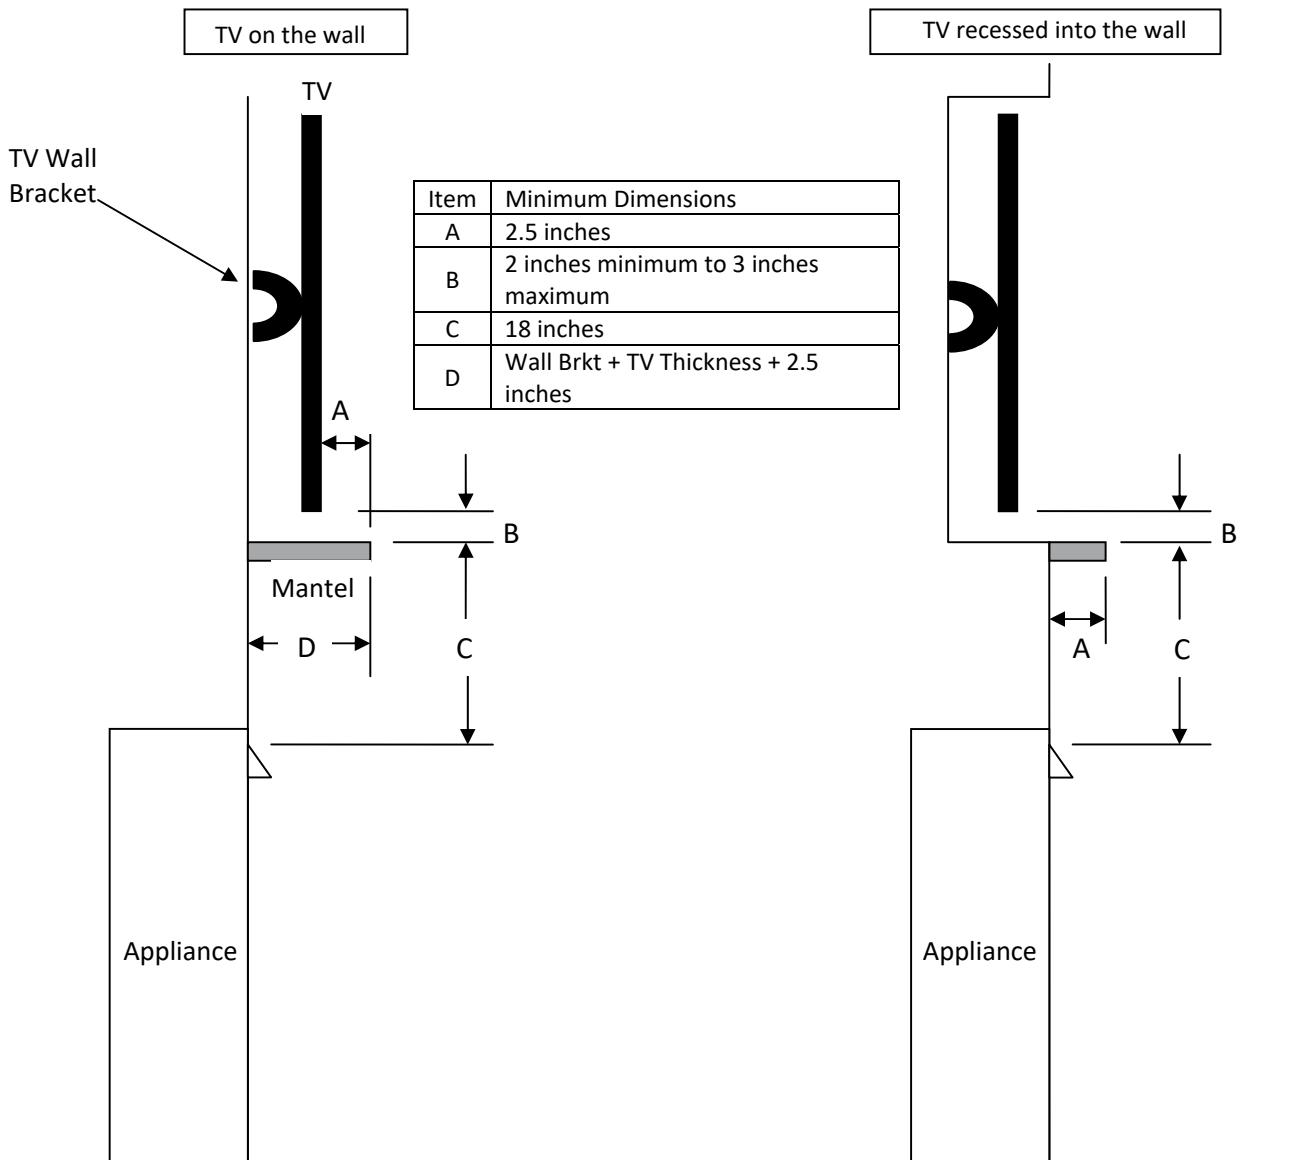 TV on the wall
TV recessed into the wall
TV
TV Wall
Bracket
Item Minimum Dimensions
A 2.5 inches
B 2 inches minimum to 3 inches
maximum
C 18 inches
D Wall Brkt + TV Thickness + 2.5
inches
A
B
Mantel
D
C
Appliance
B
A
C
Appliance